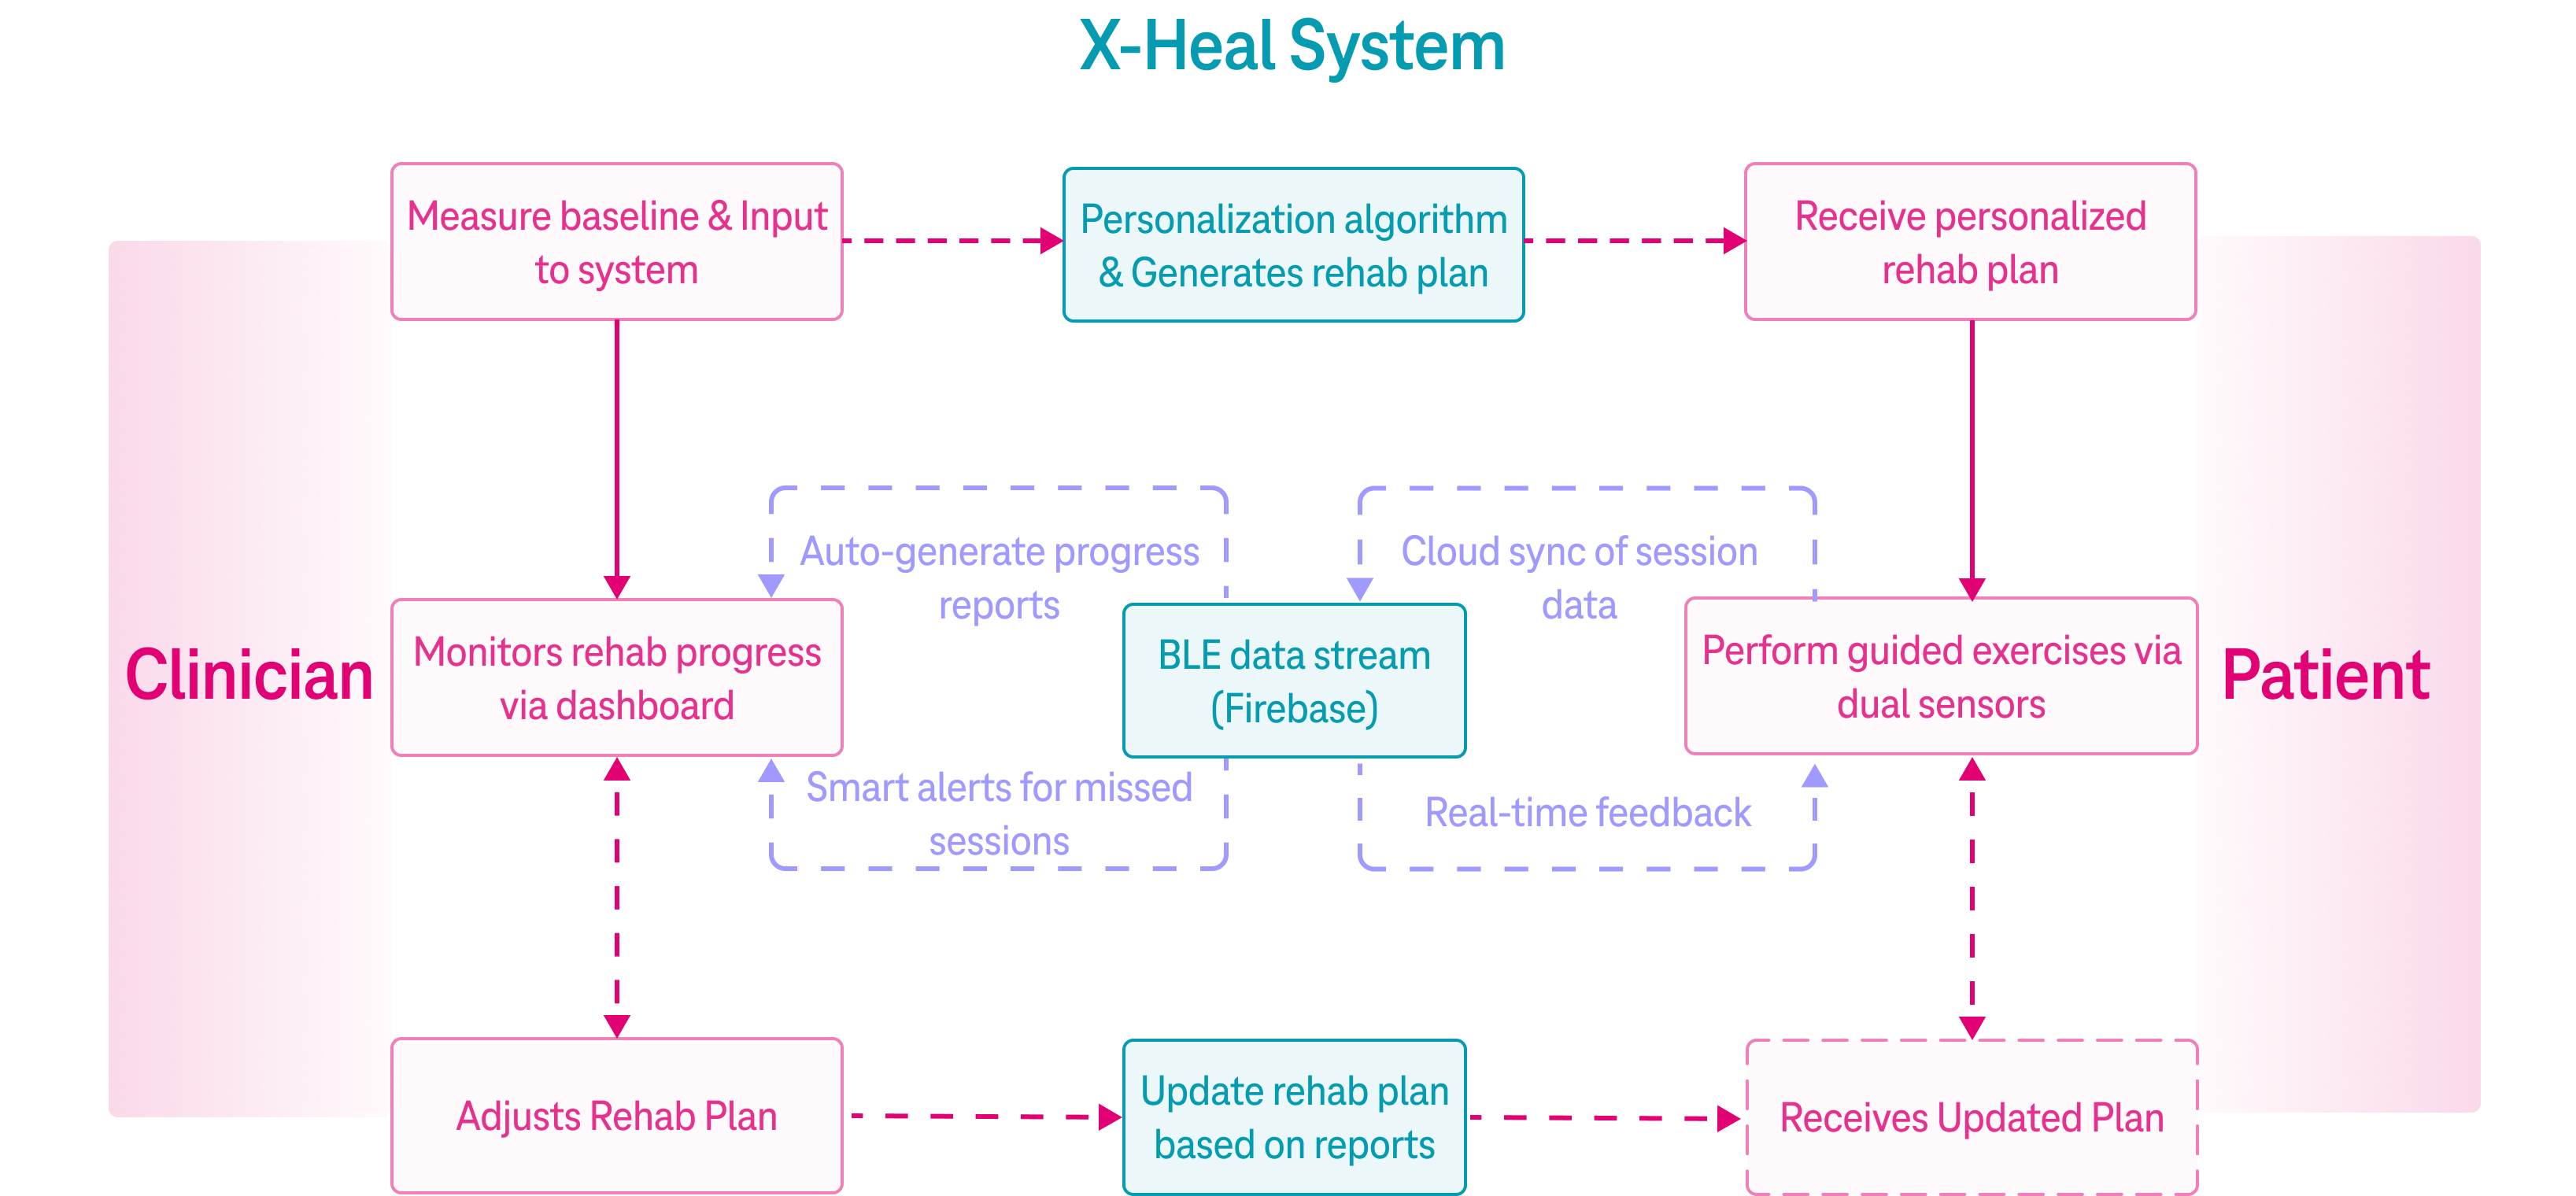 X-Heal System
Measure baseline & Input
to system
Personalization algorithm
& Generates rehab plan
Receive personalized
rehab plan
Auto-generate progress
reports
Cloud sync of session
data
Clinician
Monitors rehab progress
via dashboard
BLE data stream
(Firebase)
Perform guided exercises via
dual sensors
Patient
Smart alerts for missed
sessions
Real-time feedback
Adjusts Rehab Plan
Update rehab plan
based on reports
Receives Updated Plan